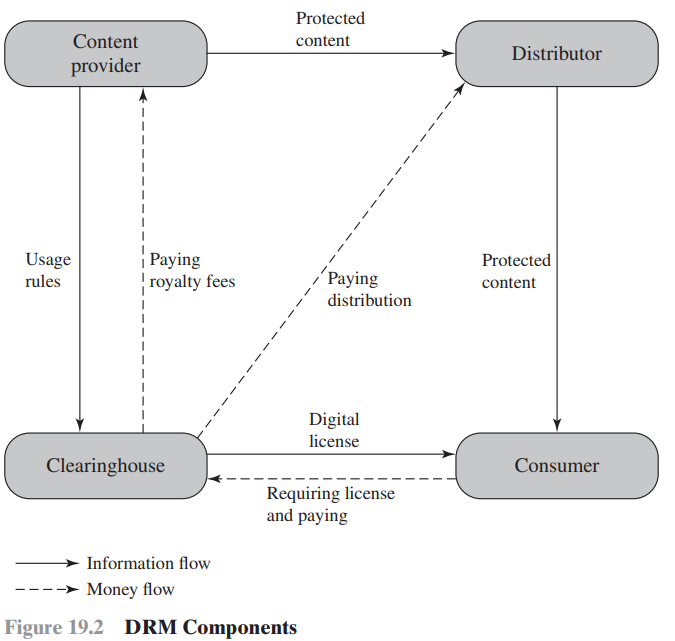 Protected
content
Content
provider
Distributor
Usage
rules
Paying
royalty fees
Paying
distribution
Protected
content
Digital
license
Clearinghouse
Consumer
Requiring license
and paying
Information flow
Money flow
Figure 19.2 DRM Components